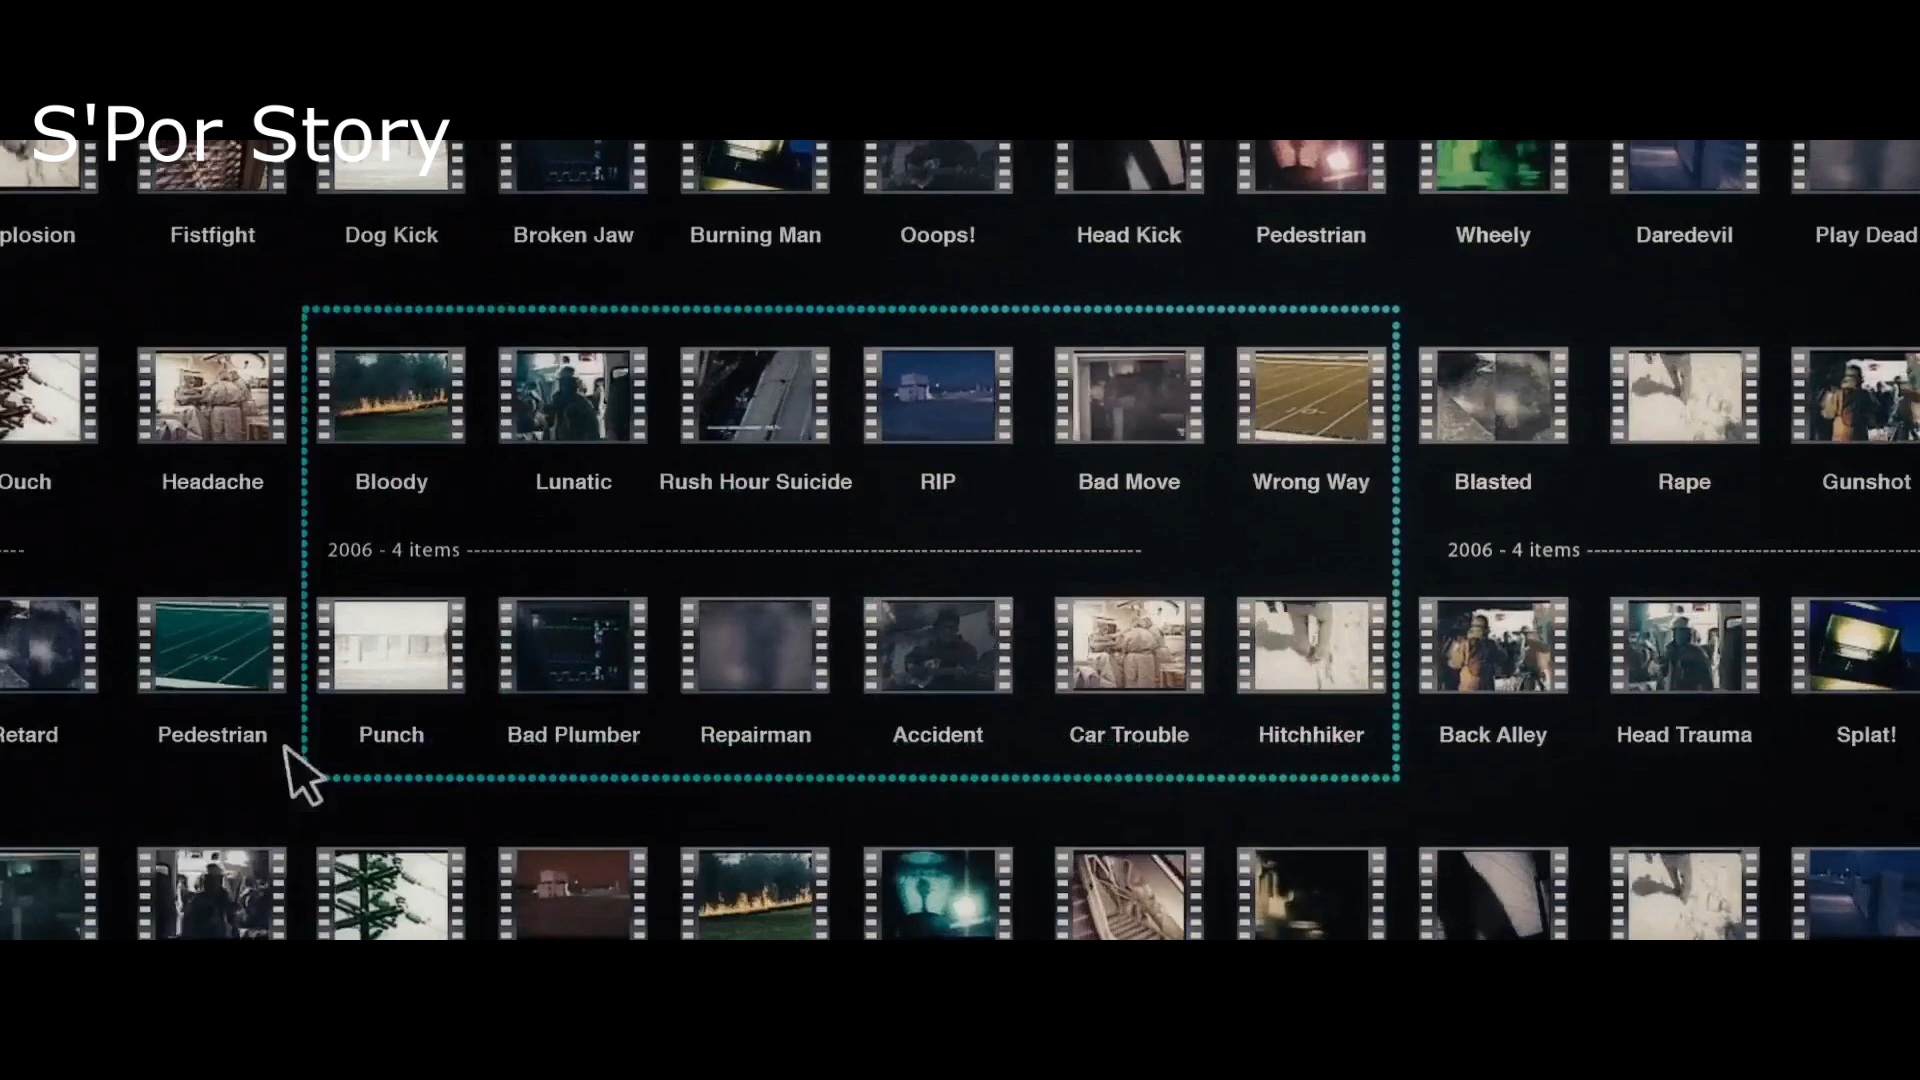 S'Por Story
plosion Fistfight Dog Kick Broken Jaw Burning Man Ooops! Head Kick Pedestrian Wheely Daredevil Play Dead
Ouch Headache Bloody Lunatic Rush Hour Suicide RIP Bad Move Wrong Way Blasted Rape Gunshot
2006 - 4 items 2006 - 4 items
Retard Pedestrian Punch Bad Plumber Repairman Accident Car Trouble Hitchhiker Back Alley Head Trauma Splat!